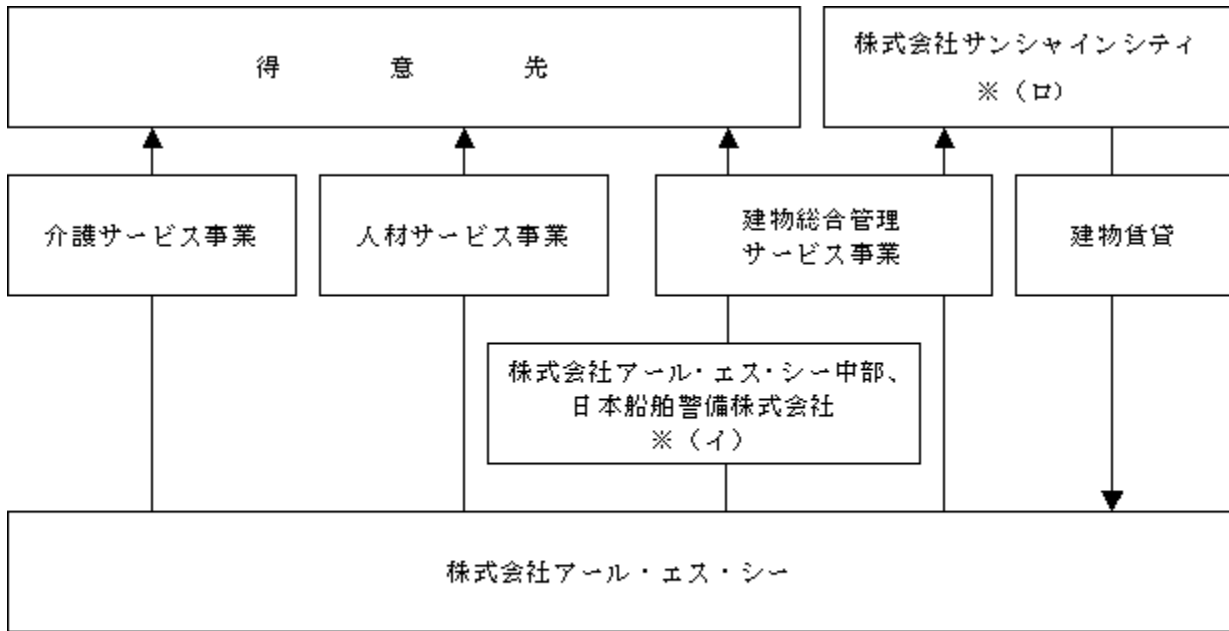 得意先
株式会社サンシャインシティ
※（ロ）
介護サービス事業
人材サービス事業
建物総合管理
サービス事業
建物賃貸
株式会社アール・エス・シー中部、
日本船舶警備株式会社
※（イ）
株式会社アール・エス・シー